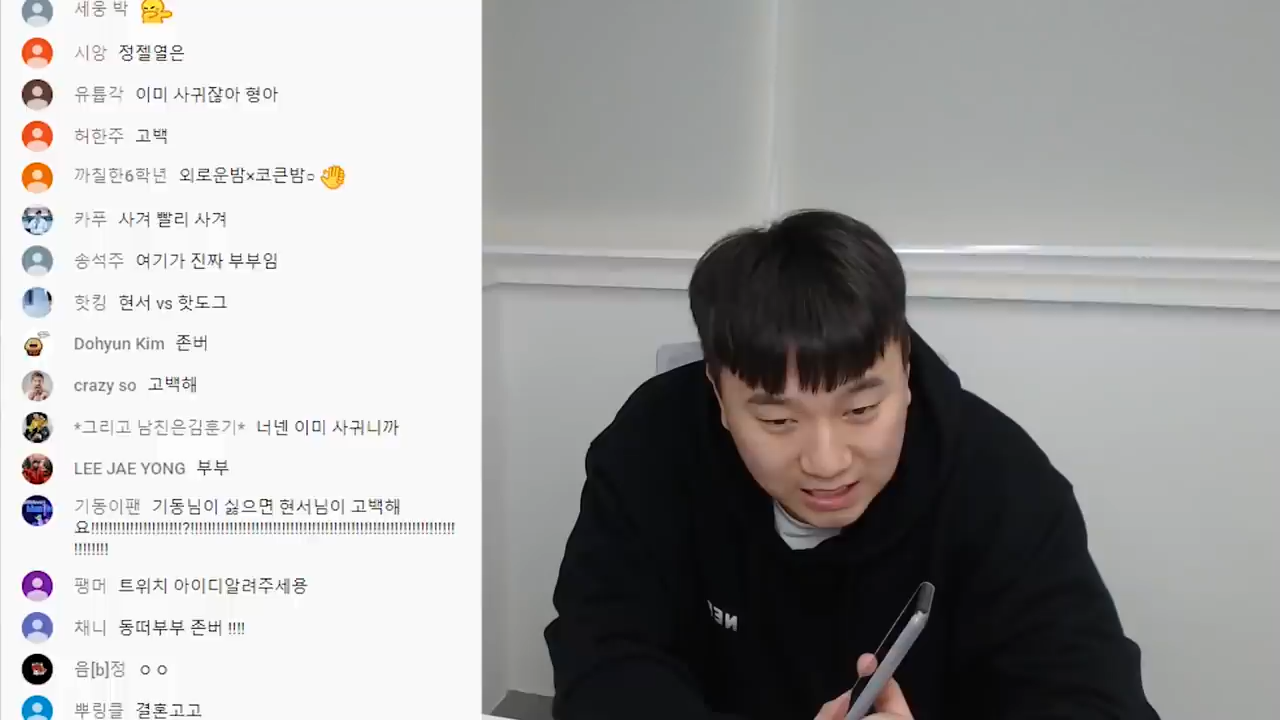 세웅 박
시앙 정젤열은
유튭각 이미 사귀잖아 형아
허한주 고백
까칠한6학년 외로운밤×코큰밤○
카푸 사겨 빨리 사겨
송석주 여기가 진짜 부부임
핫킹 현서 vs 핫도그
Dohyun Kim 존버
crazy so 고백해
*그리고 남친은김훈기* 너넨 이미 사귀니까
LEE JAE YONG 부부
기동이팬 기동님이 싫으면 현서님이 고백해
팽머 트위치 아이디알려주세용
채니 동떠부부 존버 !!!!
음[b]정 ㅇㅇ
뿌링클 결혼고고